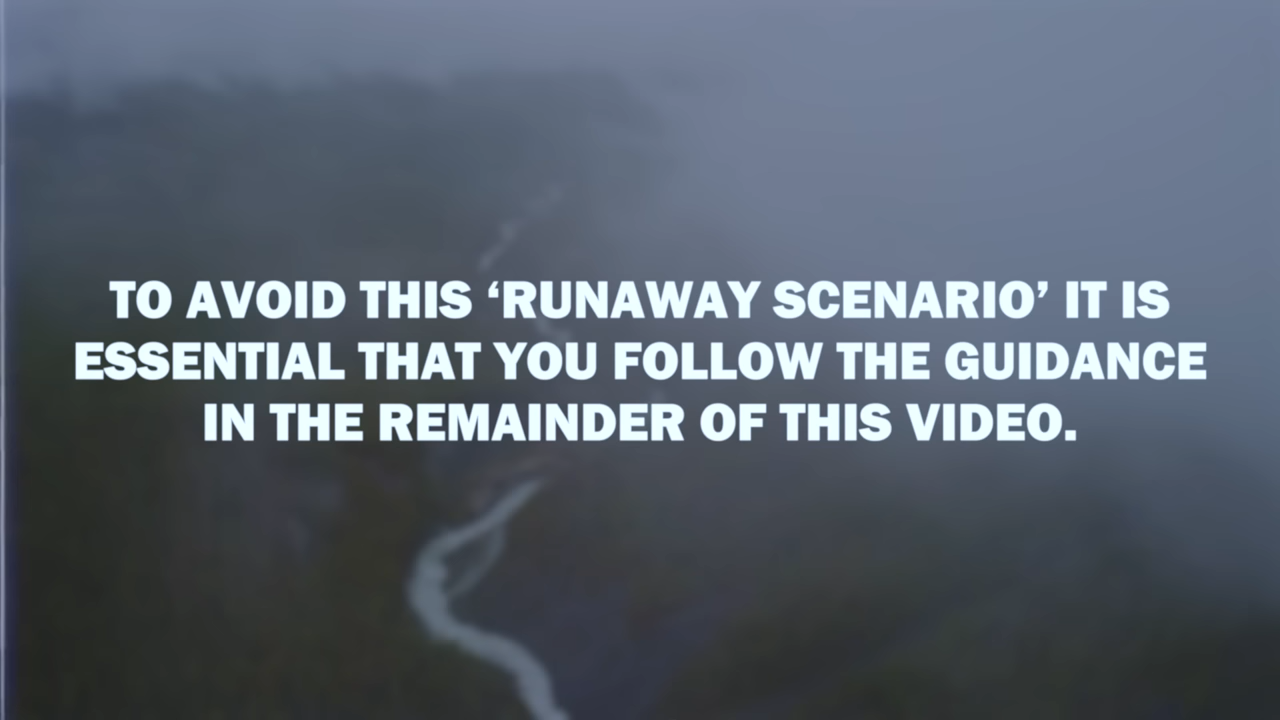 TO AVOID THIS ‘RUNAWAY SCENARIO’ IT IS
ESSENTIAL THAT YOU FOLLOW THE GUIDANCE
IN THE REMAINDER OF THIS VIDEO.